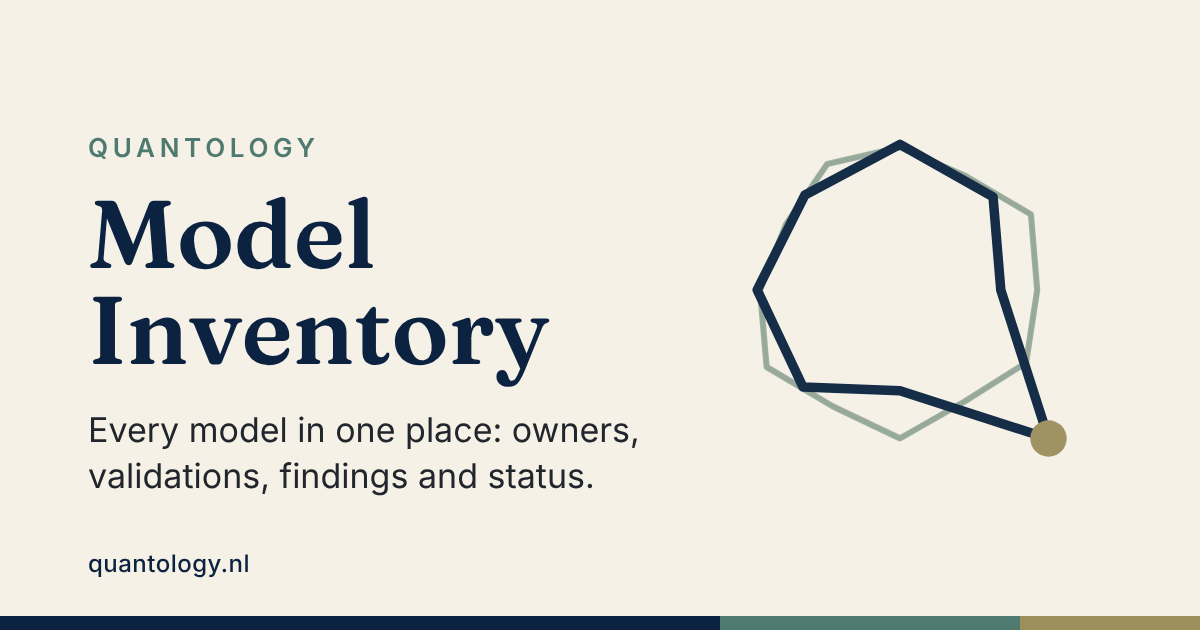 QUANTOLOGY
Model
Inventory
Every model in one place: owners,
validations, findings and status.
quantology.nl